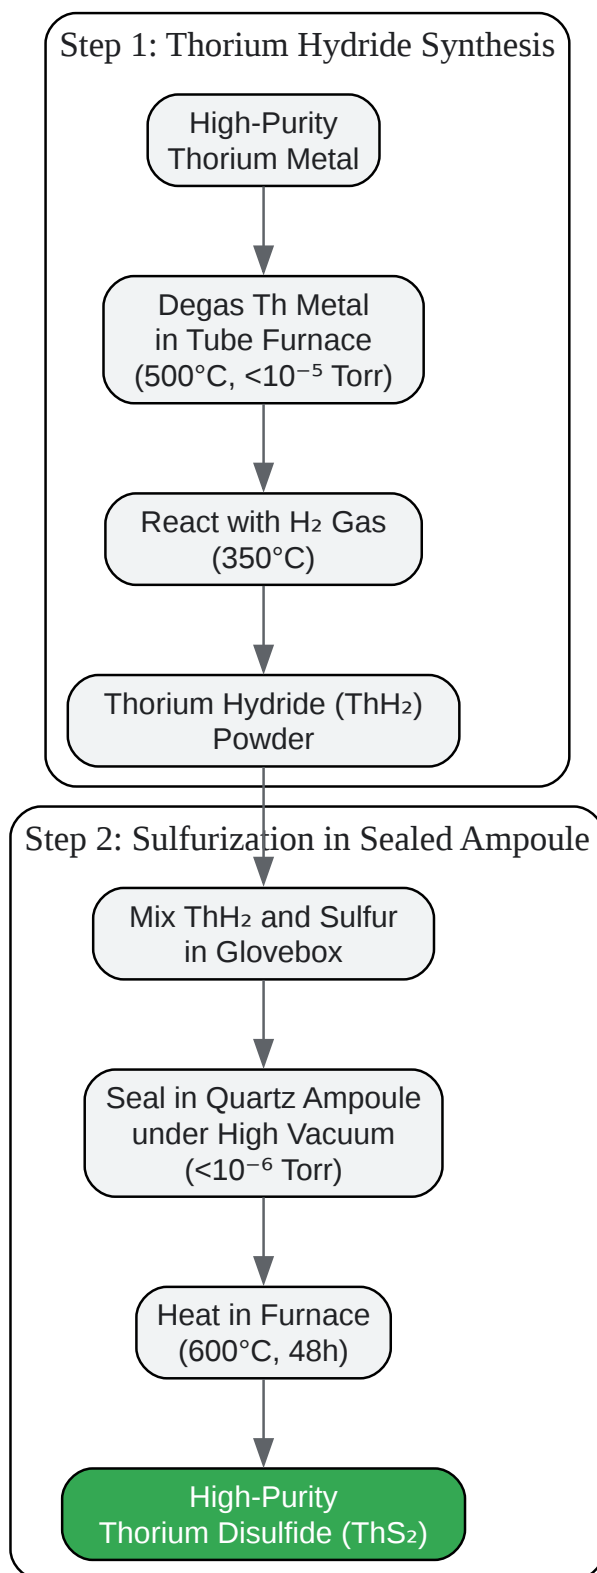 Step 1: Thorium Hydride Synthesis
High-Purity
Thorium Metal
Degas Th Metal
in Tube Furnace
(500°C, <10⁻⁵ Torr)
React with H₂ Gas
(350°C)
Thorium Hydride (ThH₂)
Powder
Step 2: Sulfurization in Sealed Ampoule
Mix ThH₂ and Sulfur
in Glovebox
Seal in Quartz Ampoule
under High Vacuum
(<10⁻⁶ Torr)
Heat in Furnace
(600°C, 48h)
High-Purity
Thorium Disulfide (ThS₂)